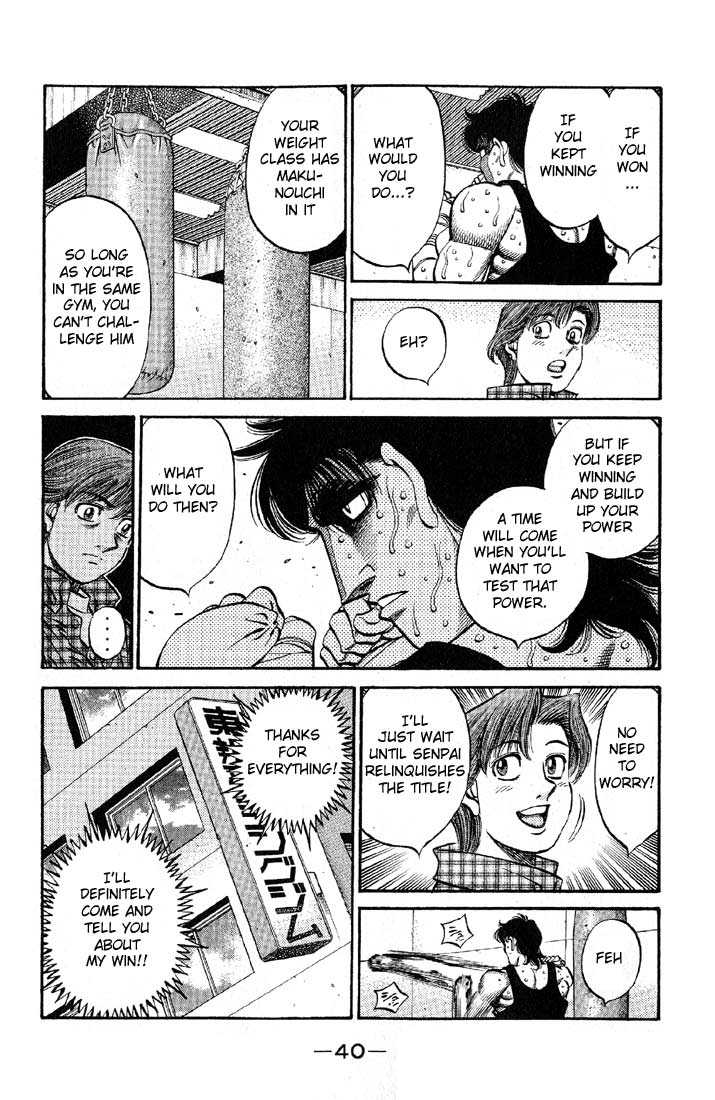 IF
YOU
WON
...
IF
YOU
KEPT
WINNING
WHAT
WOULD
YOU
DO...?
EH?
YOUR
WEIGHT
CLASS HAS
MAKU-
NOUCHI
IN IT
SO LONG
AS YOU'RE
IN THE SAME
GYM, YOU
CAN'T CHAL-
LENGE HIM
BUT IF
YOU KEEP
WINNING
AND BUILD
UP YOUR
POWER
A TIME
WILL COME
WHEN YOU'LL
WANT TO
TEST THAT
POWER.
WHAT
WILL YOU
DO THEN?
....
NO
NEED
TO
WORRY!
I'LL
JUST WAIT
UNTIL SENPAI
RELINQUISHES
THE TITLE!
FEH
東
THANKS
FOR
EVERYTHING!
I'LL
DEFINITELY
COME AND
TELL YOU
ABOUT
MY WIN!!
—40—